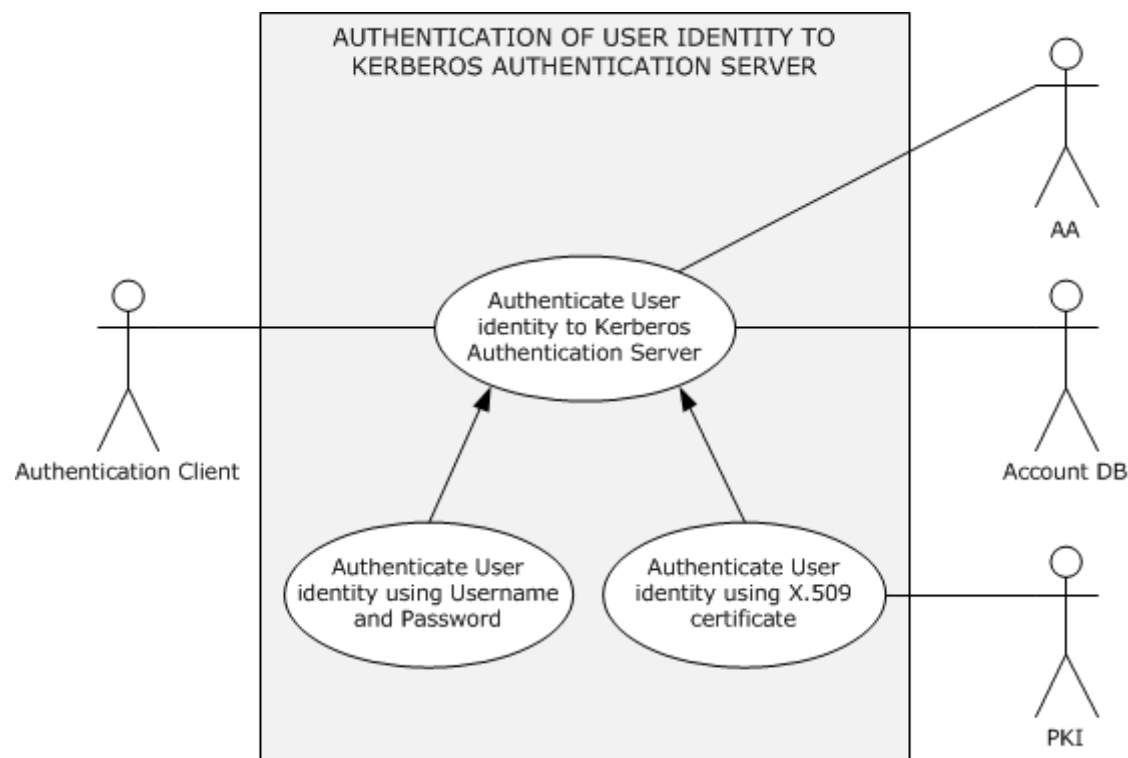 AUTHENTICATION OF USER IDENTITY TO
KERBEROS AUTHENTICATION SERVER
AA
Authenticate User
identity to Kerberos
Authentication Server
Authentication Client
Account DB
Authenticate User
identity using Username
and Password
Authenticate User
identity using X.509
certificate
PKI